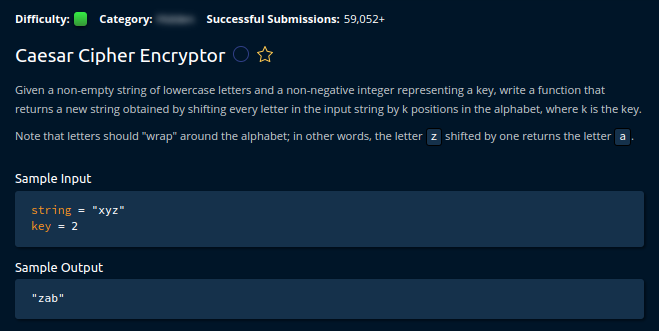 Difficulty: Category: Successful Submissions: 59,052+
Caesar Cipher Encryptor
Given a non-empty string of lowercase letters and a non-negative integer representing a key, write a function that
returns a new string obtained by shifting every letter in the input string by k positions in the alphabet, where k is the key.
Note that letters should "wrap" around the alphabet; in other words, the letter z shifted by one returns the letter a .
Sample Input
string = "xyz"
key = 2
Sample Output
"zab"